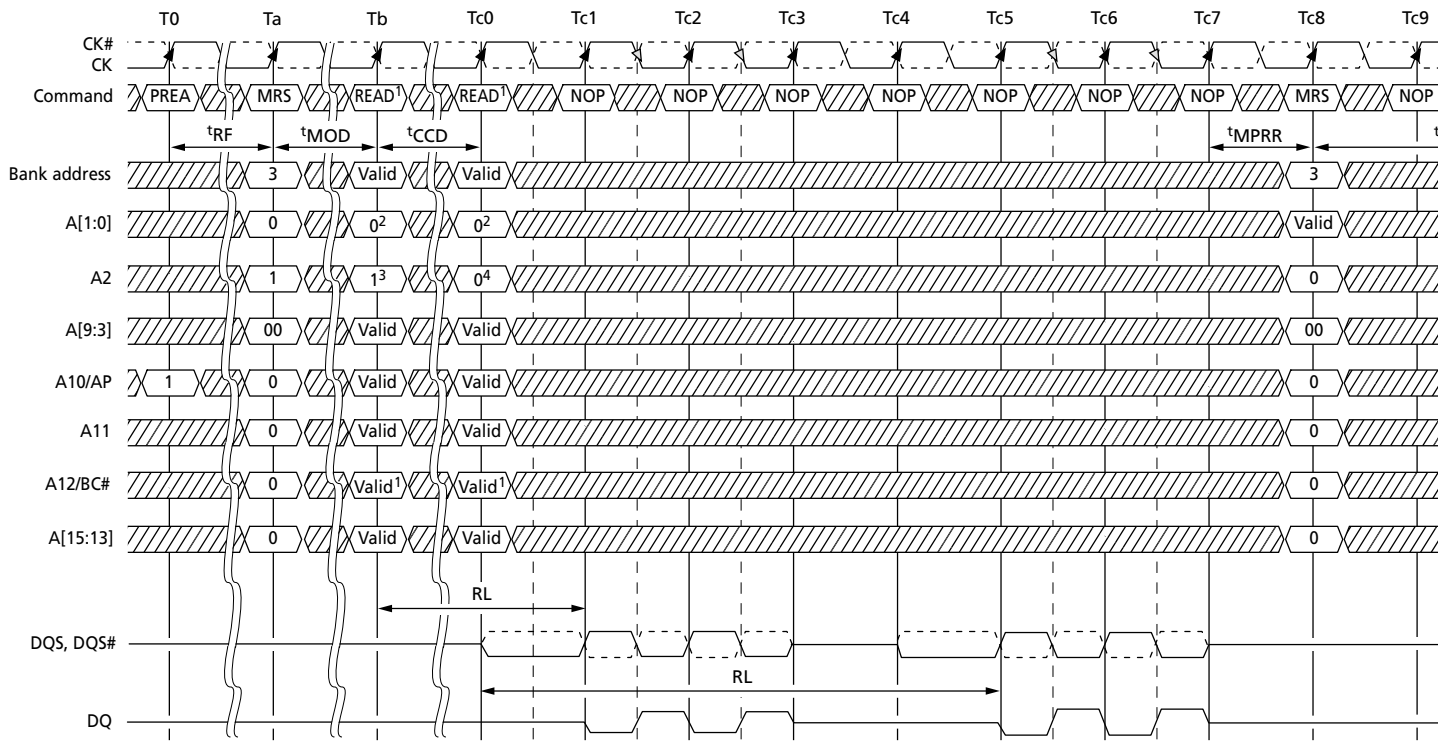 T0 Ta Tb Tc0 Tc1 Tc2 Tc3 Tc4 Tc5 Tc6 Tc7 Tc8 Tc9
CK#
CK
Command PREA MRS READ¹ READ¹ NOP NOP NOP NOP NOP NOP NOP MRS NOP
tRF tMOD tCCD tMPRR t
Bank address 3 Valid Valid 3
A[1:0] 0 0² 0² Valid
A2 1 1³ 0⁴ 0
A[9:3] 00 Valid Valid 00
A10/AP 1 0 Valid Valid 0
A11 0 Valid Valid 0
A12/BC# 0 Valid¹ Valid¹ 0
A[15:13] 0 Valid Valid 0
RL
DQS, DQS#
RL
DQ